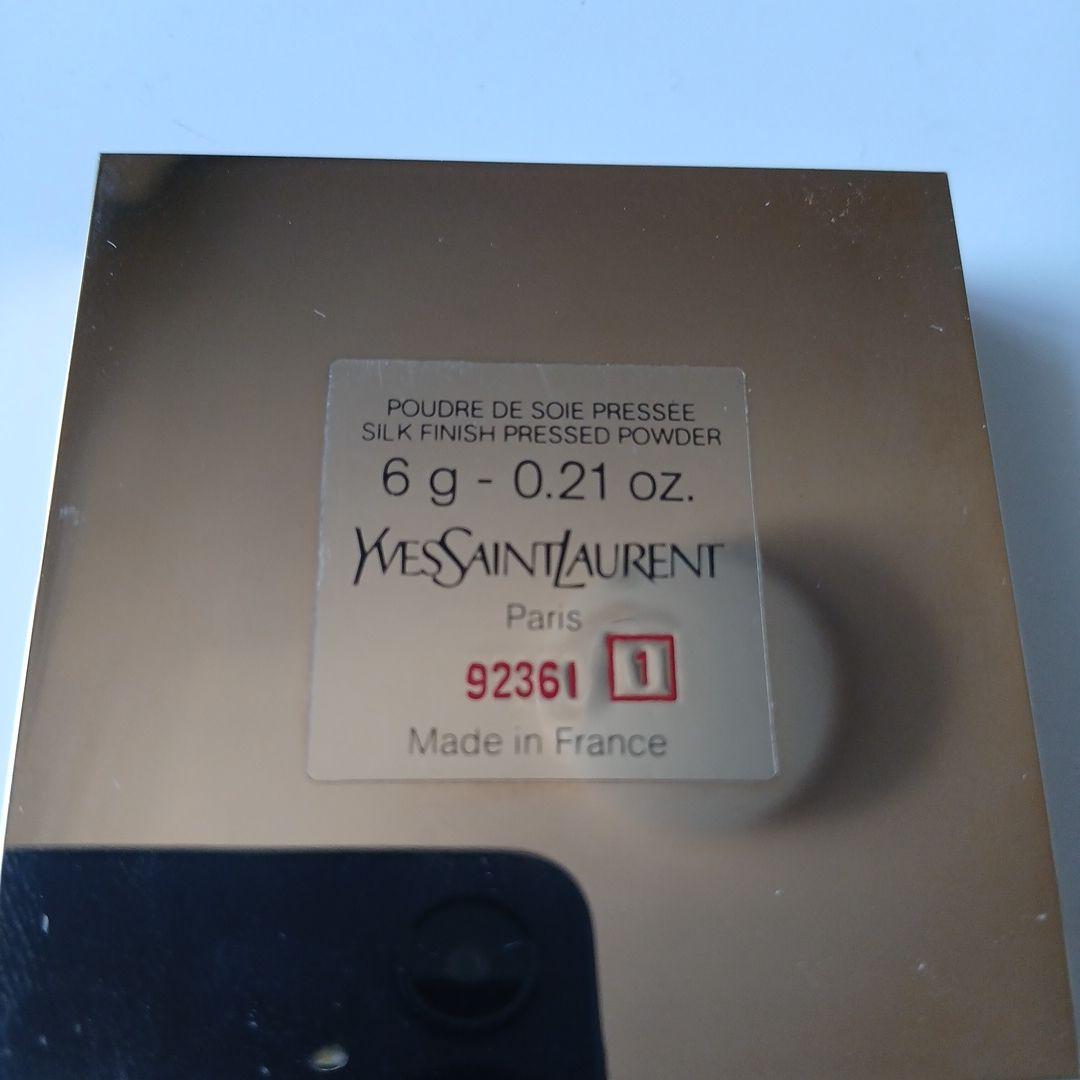 POUDRE DE SOIE PRESSÉE
SILK FINISH PRESSED POWDER
6 g - 0.21 oz.
YVESSAINTLAURENT
Paris
92361 1
Made in France